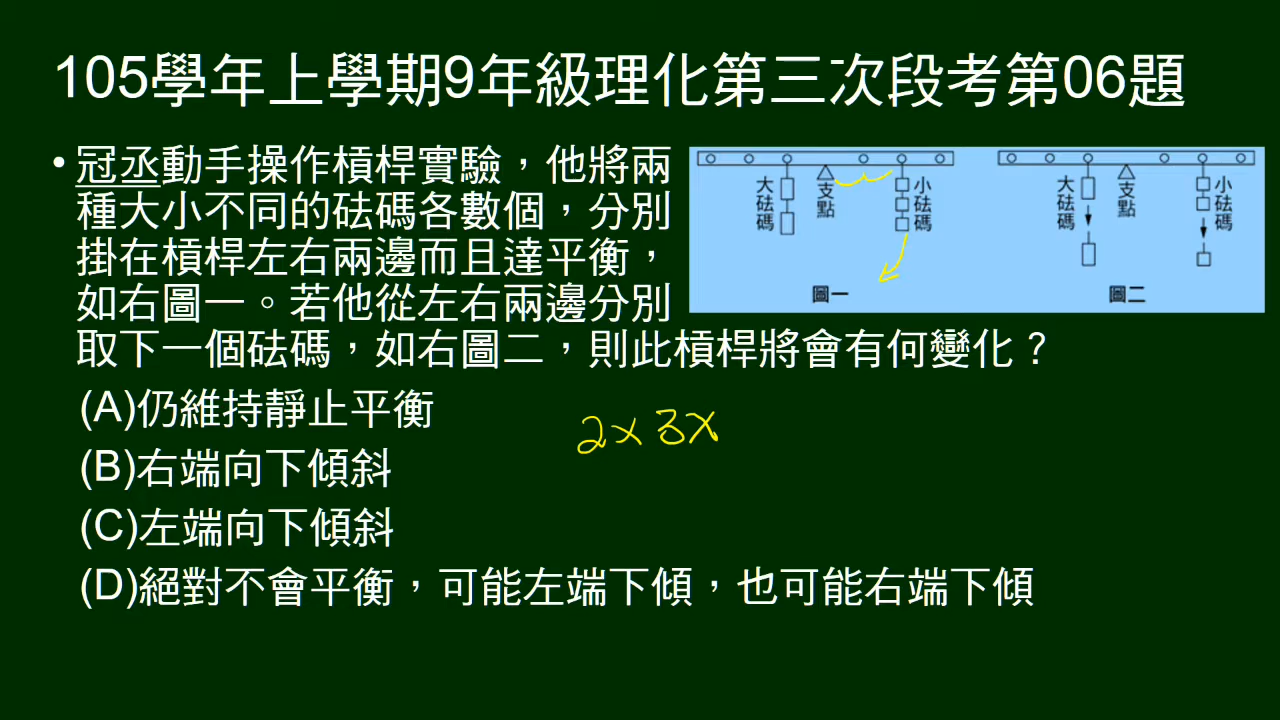 105學年上學期9年級理化第三次段考第06題
• 冠丞動手操作槓桿實驗，他將兩
種大小不同的砝碼各數個，分別
掛在槓桿左右兩邊而且達平衡，
如右圖一。若他從左右兩邊分別
取下一個砝碼，如右圖二，則此槓桿將會有何變化？
大砝碼
支點
小砝碼
圖一
大砝碼
支點
小砝碼
圖二
(A)仍維持靜止平衡
2x 3x
(B)右端向下傾斜
(C)左端向下傾斜
(D)絕對不會平衡，可能左端下傾，也可能右端下傾